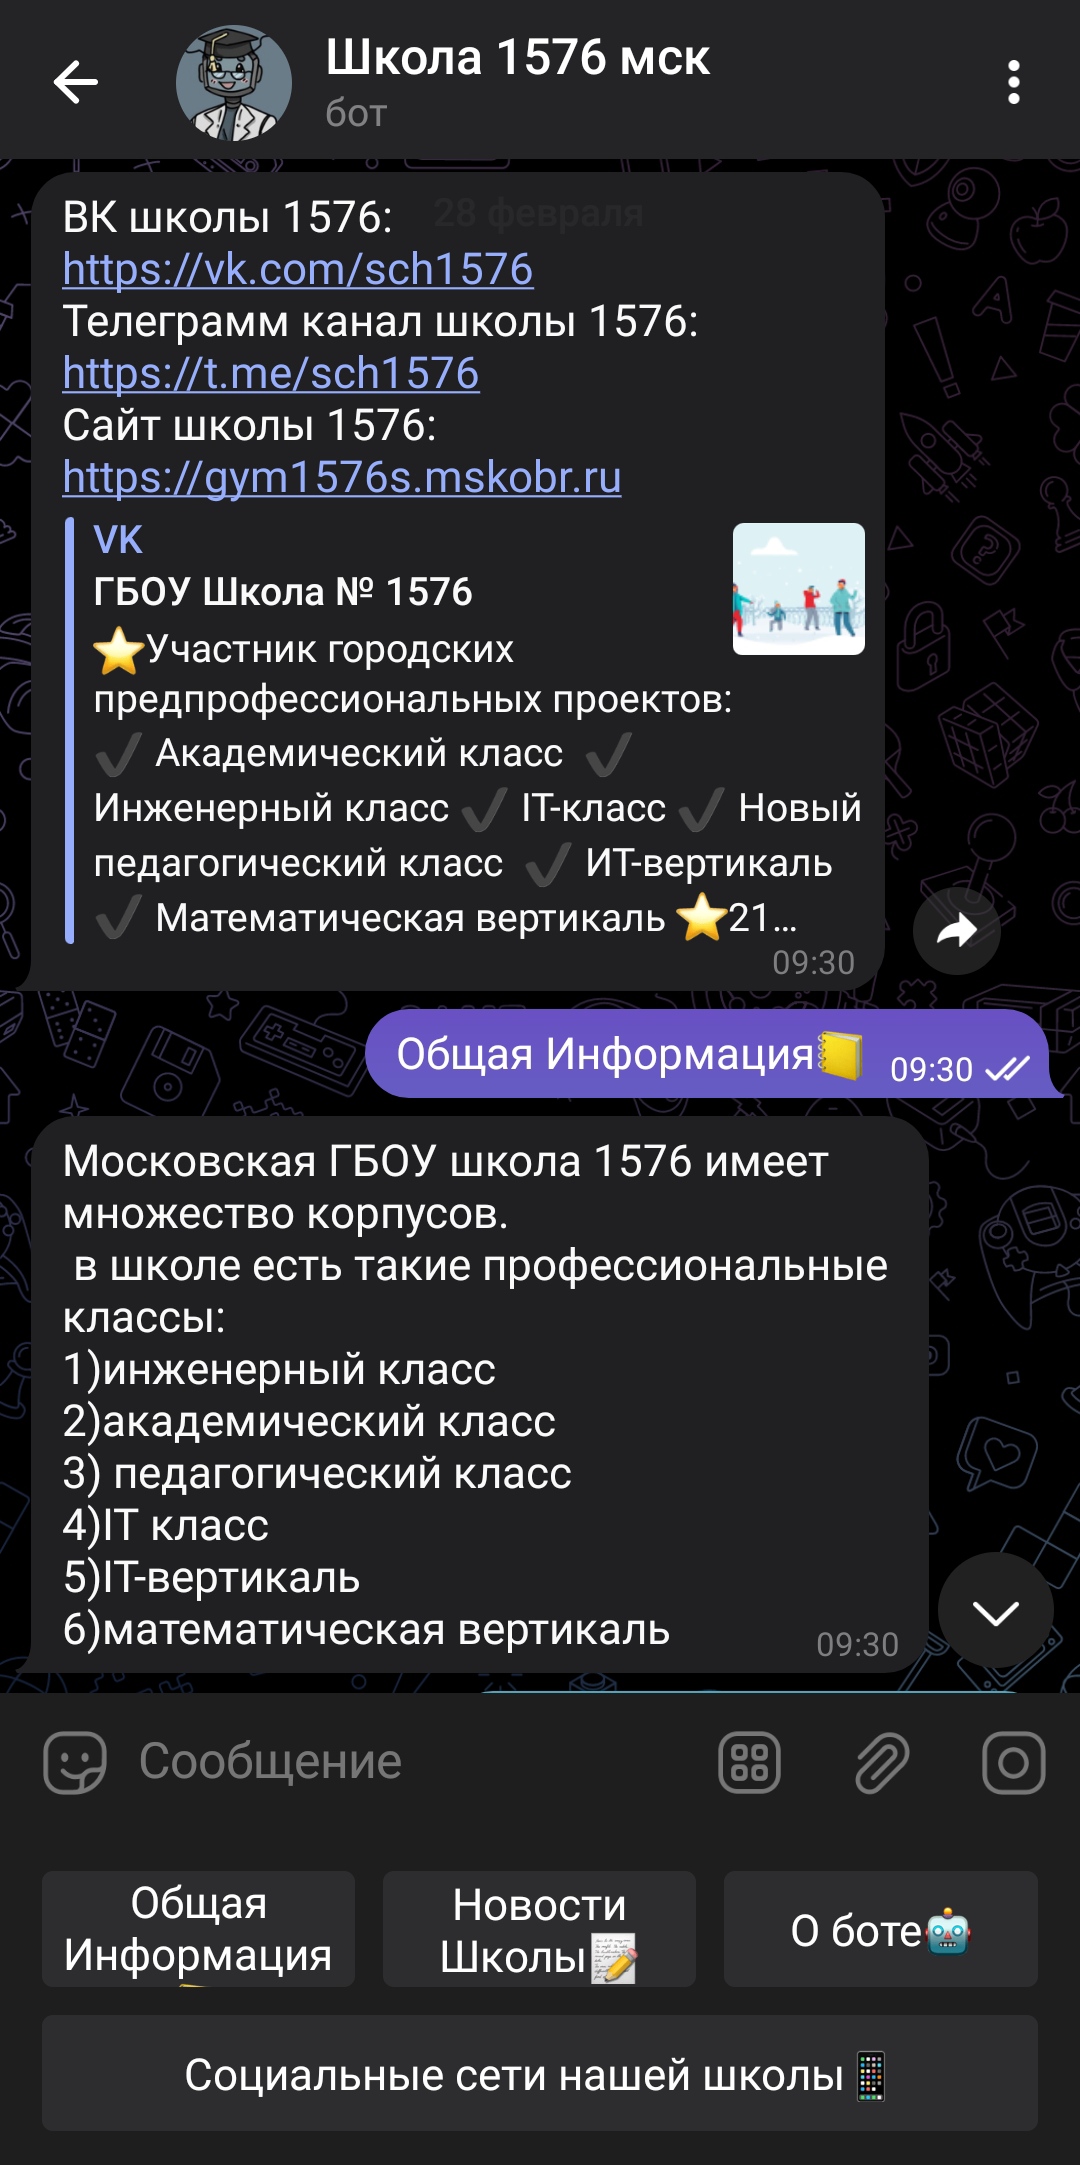 Школа 1576 мск
бот
28 февраля
ВК школы 1576:
https://vk.com/sch1576
Телеграмм канал школы 1576:
https://t.me/sch1576
Сайт школы 1576:
https://gym1576s.mskobr.ru
VK
ГБОУ Школа № 1576
⭐Участник городских
предпрофессиональных проектов:
✔ Академический класс ✔
Инженерный класс ✔ IT-класс ✔ Новый
педагогический класс ✔ ИТ-вертикаль
✔ Математическая вертикаль ⭐21...
09:30
Общая Информация📒 09:30
Московская ГБОУ школа 1576 имеет
множество корпусов.
в школе есть такие профессиональные
классы:
1)инженерный класс
2)академический класс
3) педагогический класс
4)IT класс
5)IT-вертикаль
6)математическая вертикаль
09:30
Сообщение
Общая
Информация
Новости
Школы📝
О боте🤖
Социальные сети нашей школы📱